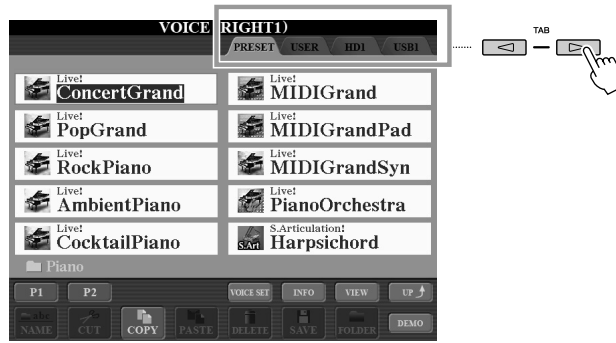 VOICE (RIGHT1)
PRESET USER HD1 USB1
TAB
Live!
ConcertGrand
Live!
MIDIGrand
Live!
PopGrand
Live!
MIDIGrandPad
Live!
RockPiano
Live!
MIDIGrandSyn
Live!
AmbientPiano
Live!
PianoOrchestra
Live!
CocktailPiano
S.Art
S.Articulation!
Harpsichord
Piano
P1 P2 VOICE SET INFO VIEW UP
abc
NAME CUT COPY PASTE DELETE SAVE FOLDER DEMO